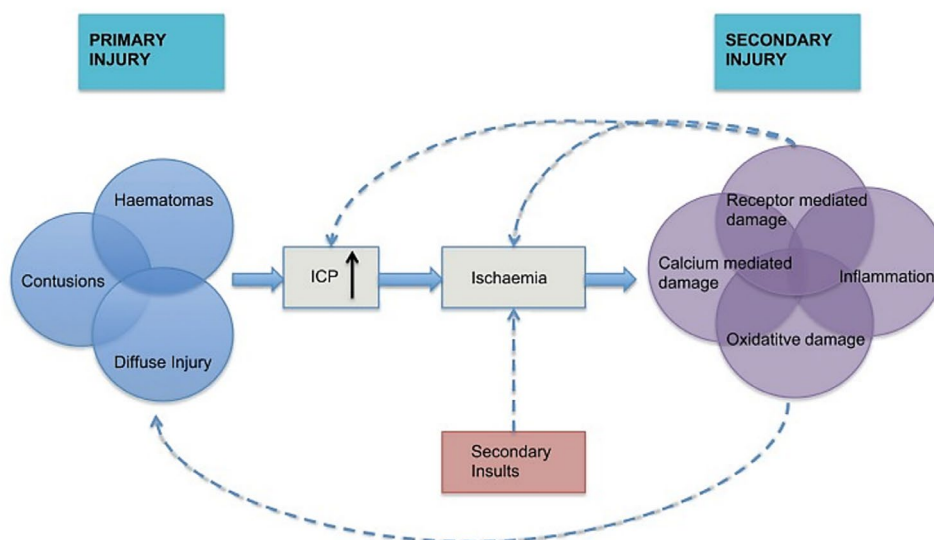 PRIMARY
INJURY
SECONDARY
INJURY
Haematomas
Contusions
Diffuse Injury
ICP
Ischaemia
Receptor mediated
damage
Calcium mediated
damage
Inflammation
Oxidatitve damage
Secondary
Insults